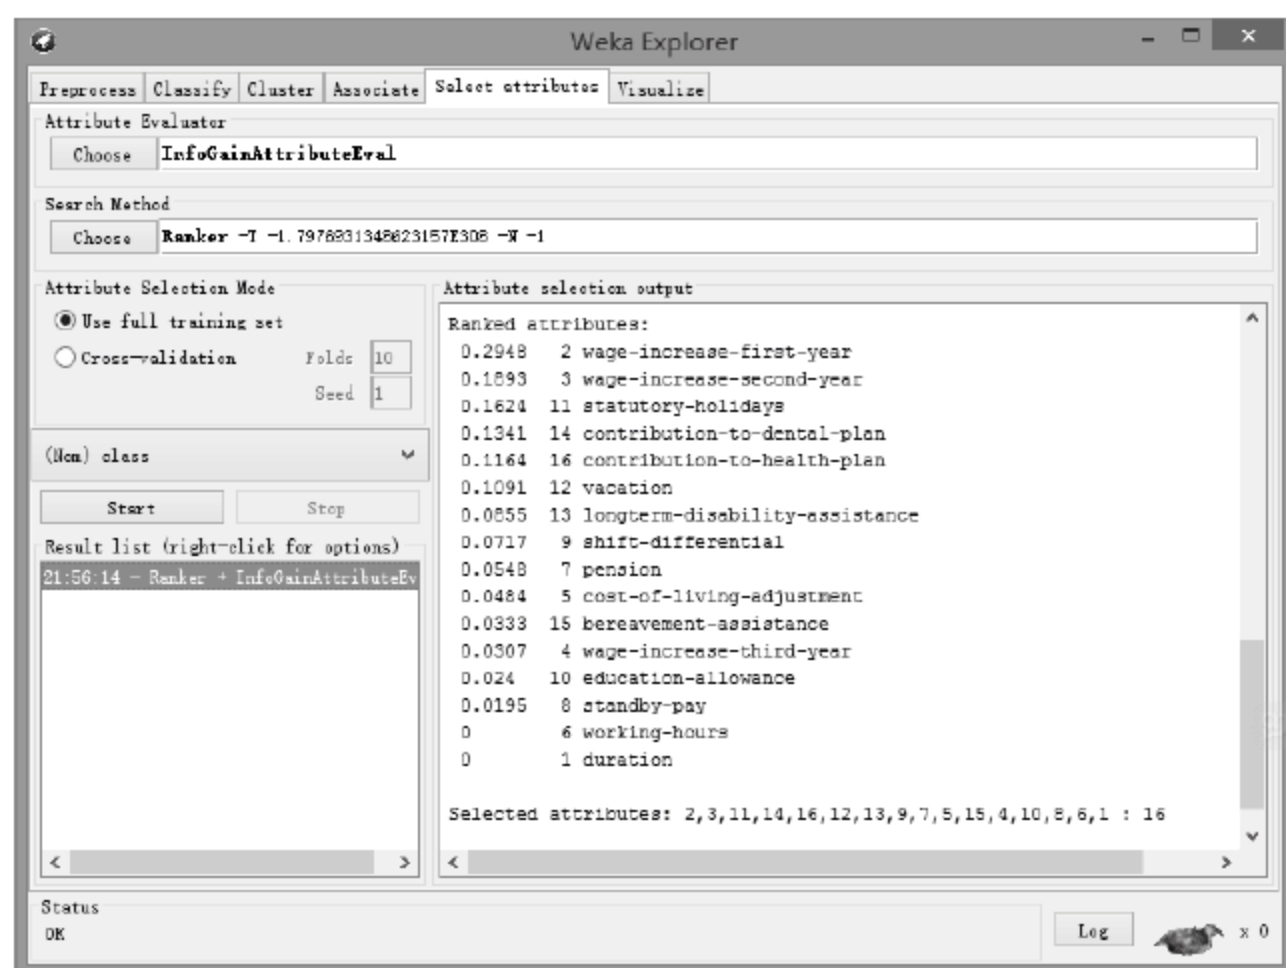 Weka Explorer
Preprocess Classify Cluster Associate Select attributes Visualize
Attribute Evaluator
Choose InfoGainAttributeEval
Search Method
Choose Ranker -T -1.7976931348623157E308 -N -1
Attribute Selection Mode
Use full training set
Cross-validation Folds 10
Seed 1
(Nom) class
Start Stop
Result list (right-click for options)
21:56:14 - Ranker + InfoGainAttributeEv
Attribute selection output
Ranked attributes:
0.2948 2 wage-increase-first-year
0.1893 3 wage-increase-second-year
0.1624 11 statutory-holidays
0.1341 14 contribution-to-dental-plan
0.1164 16 contribution-to-health-plan
0.1091 12 vacation
0.0855 13 longterm-disability-assistance
0.0717 9 shift-differential
0.0548 7 pension
0.0484 5 cost-of-living-adjustment
0.0333 15 bereavement-assistance
0.0307 4 wage-increase-third-year
0.024 10 education-allowance
0.0195 8 standby-pay
0 6 working-hours
0 1 duration
Selected attributes: 2,3,11,14,16,12,13,9,7,5,15,4,10,8,6,1 : 16
Status
OK
Log x 0